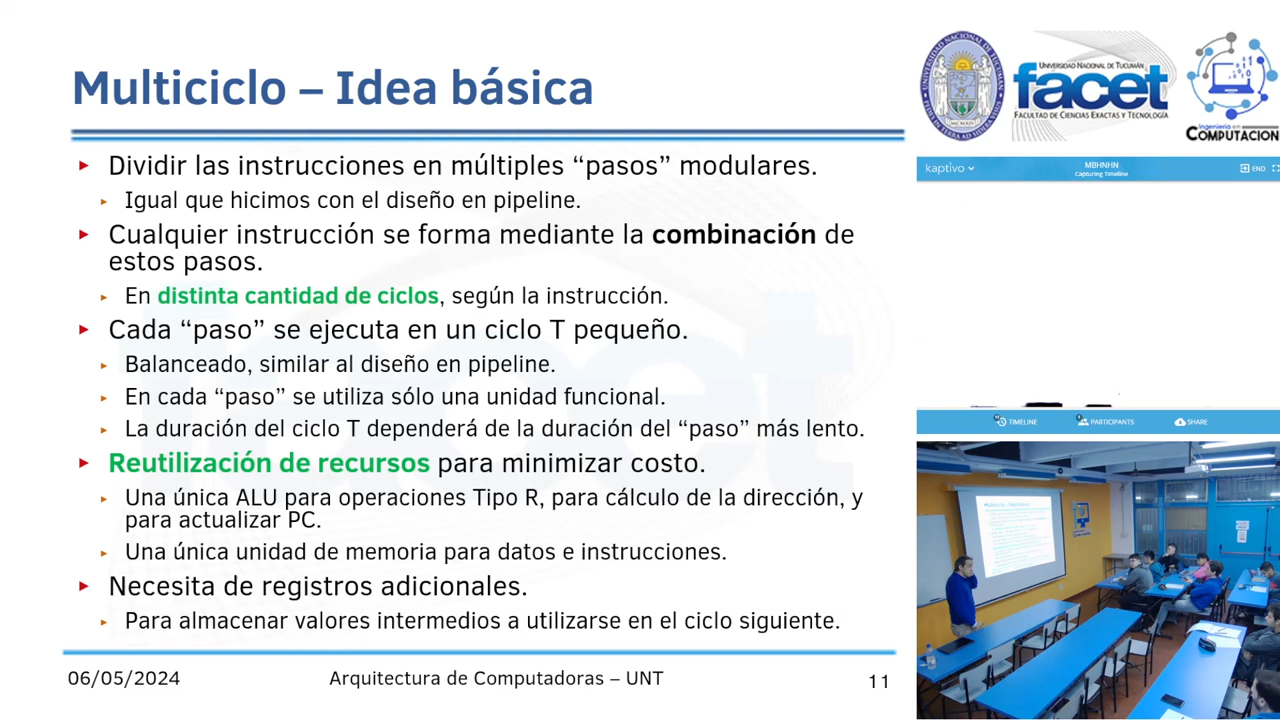 Multiciclo – Idea básica
Dividir las instrucciones en múltiples “pasos” modulares.
Igual que hicimos con el diseño en pipeline.
Cualquier instrucción se forma mediante la combinación de
estos pasos.
En distinta cantidad de ciclos, según la instrucción.
Cada “paso” se ejecuta en un ciclo T pequeño.
Balanceado, similar al diseño en pipeline.
En cada “paso” se utiliza sólo una unidad funcional.
La duración del ciclo T dependerá de la duración del “paso” más lento.
Reutilización de recursos para minimizar costo.
Una única ALU para operaciones Tipo R, para cálculo de la dirección, y
para actualizar PC.
Una única unidad de memoria para datos e instrucciones.
Necesita de registros adicionales.
Para almacenar valores intermedios a utilizarse en el ciclo siguiente.
06/05/2024 Arquitectura de Computadoras – UNT 11
UNIVERSIDAD NACIONAL DE TUCUMÁN
facet
FACULTAD DE CIENCIAS EXACTAS Y TECNOLOGÍA
Ingeniería en
COMPUTACION
kaptivo MBHNHN END
Capturing Timeline
TIMELINE PARTICIPANTS SHARE